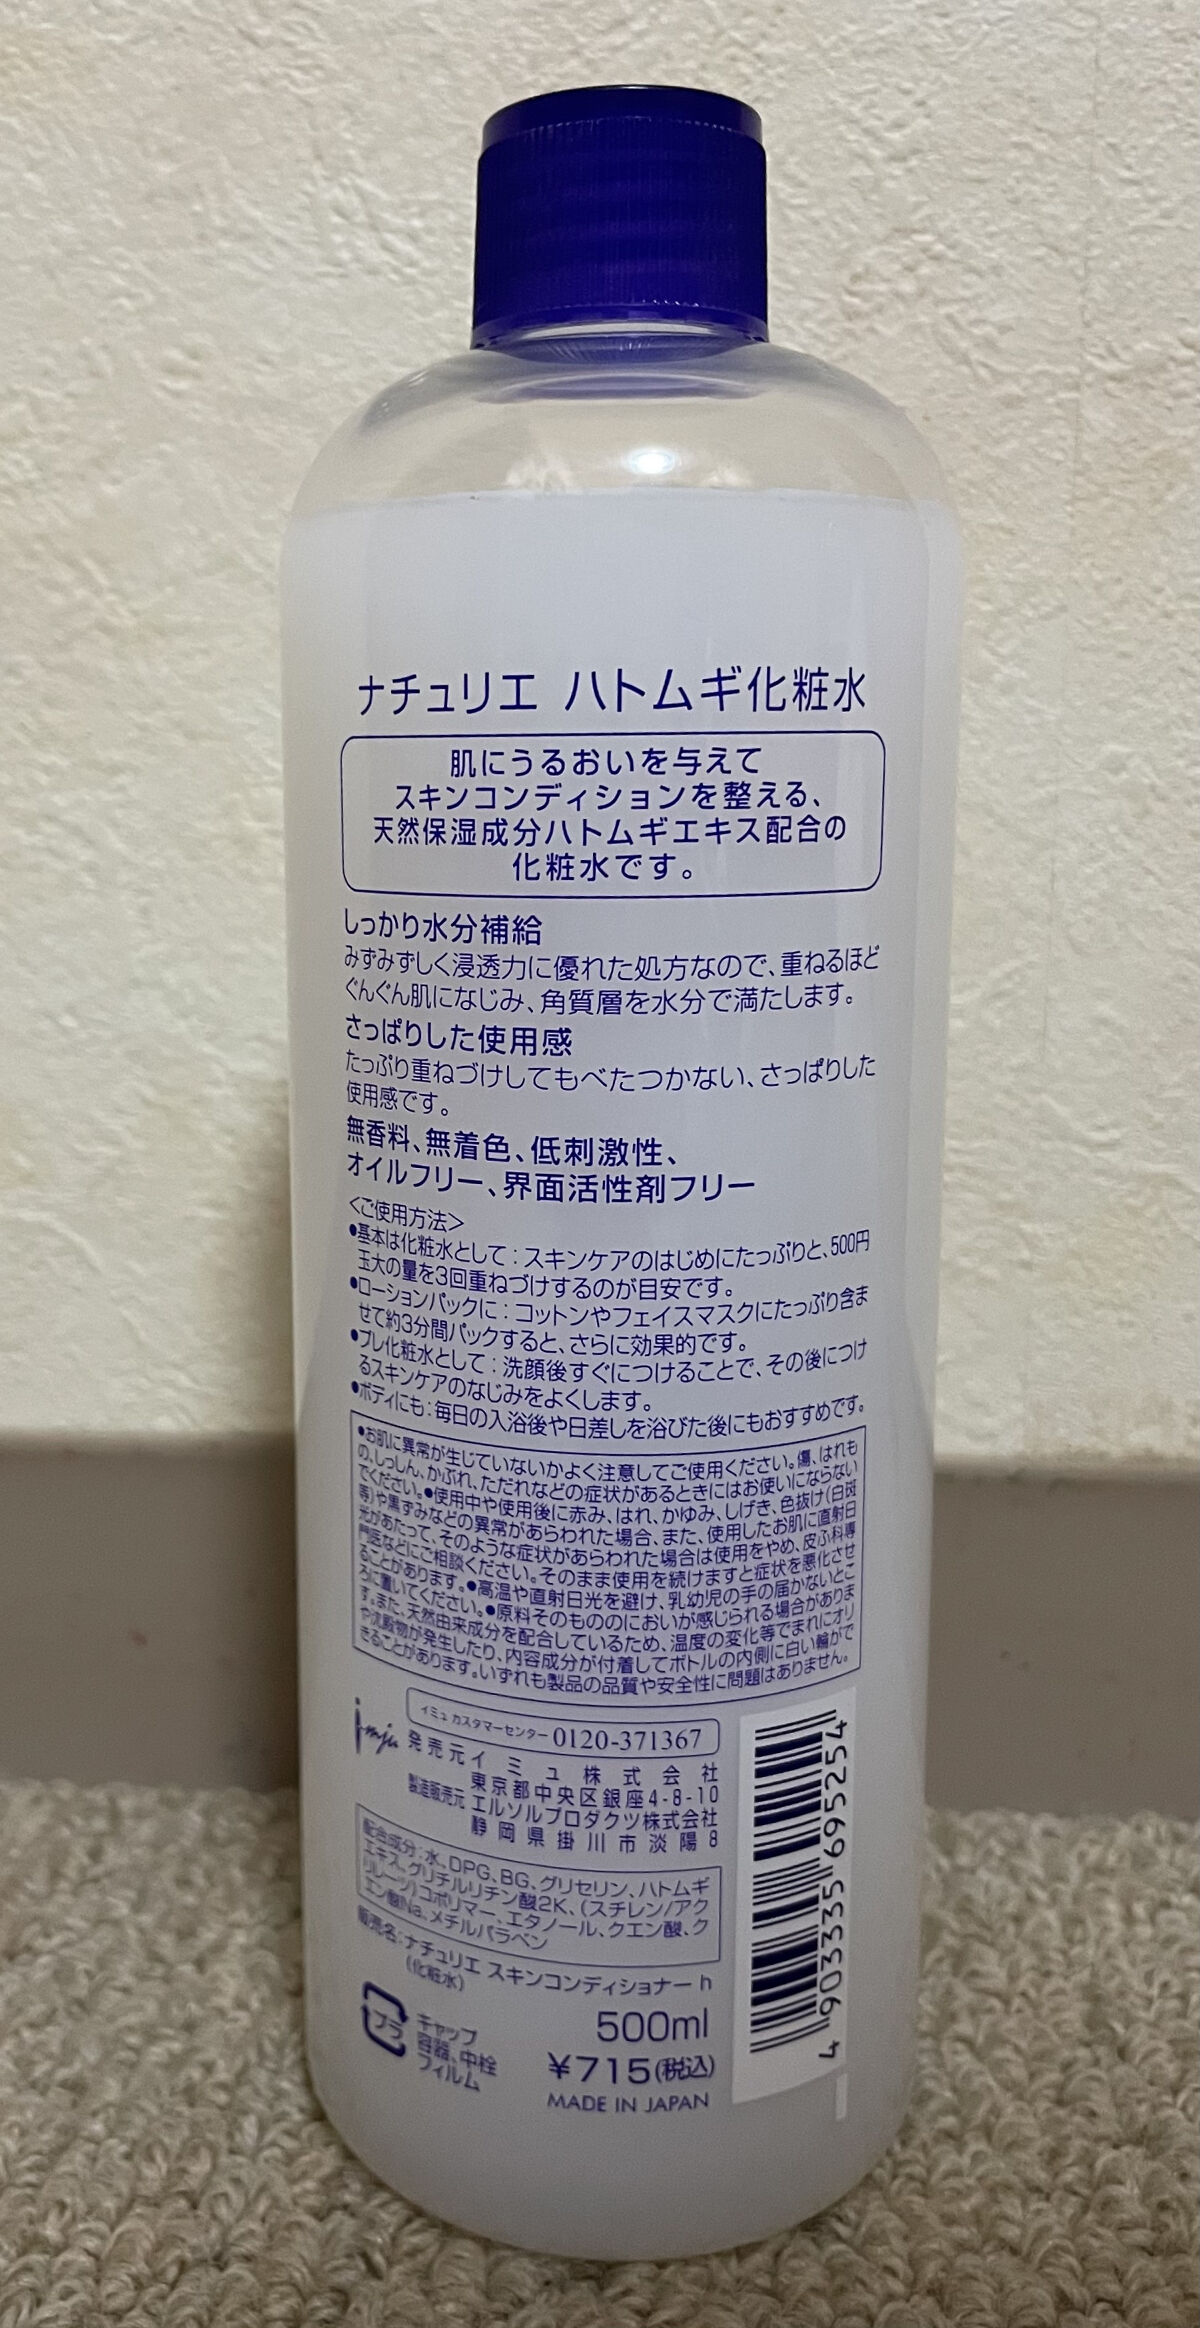 ナチュリエ ハトムギ化粧水
肌にうるおいを与えて
スキンコンディションを整える、
天然保湿成分ハトムギエキス配合の
化粧水です。
しっかり水分補給
みずみずしく浸透力に優れた処方なので、重ねるほど
ぐんぐん肌になじみ、角質層を水分で満たします。
さっぱりした使用感
たっぷり重ねづけしてもべたつかない、さっぱりした
使用感です。
無香料、無着色、低刺激性、
オイルフリー、界面活性剤フリー
<ご使用方法>
●基本は化粧水として：スキンケアのはじめにたっぷりと、500円
玉大の量を3回重ねづけするのが目安です。
●ローションパックに：コットンやフェイスマスクにたっぷり含ま
せて約3分間パックすると、さらに効果的です。
●プレ化粧水として：洗顔後すぐにつけることで、その後につけ
るスキンケアのなじみをよくします。
●ボディにも：毎日の入浴後や日差しを浴びた後にもおすすめです。
●お肌に異常が生じていないかよく注意してご使用ください。傷、はれも
の、しっしん、かぶれ、ただれなどの症状があるときにはお使いにならない
でください。●使用中や使用後に赤み、はれ、かゆみ、しげき、色抜け(白斑
等)や黒ずみなどの異常があらわれた場合、また、使用したお肌に直射日
光があたって、そのような症状があらわれた場合は使用をやめ、皮ふ科専
門医などにご相談ください。そのまま使用を続けますと症状を悪化させ
ることがあります。●高温や直射日光を避け、乳幼児の手の届かないとこ
ろに置いてください。●原料そのもののにおいが感じられる場合がありま
す。また、天然由来成分を配合しているため、温度の変化等でまれにオリ
や沈殿物が発生したり、内容成分が付着してボトルの内側に白い輪がで
きることがあります。いずれも製品の品質や安全性に問題はありません。
imju
イミュ カスタマーセンター 0120-371367
発売元 イミュ株式会社
東京都中央区銀座4-8-10
製造販売元 エルソルプロダクツ株式会社
静岡県掛川市淡陽8
配合成分：水、DPG、BG、グリセリン、ハトムギ
エキス、グリチルリチン酸2K、(スチレン/アク
リレーツ)コポリマー、エタノール、クエン酸、ク
エン酸Na、メチルパラベン
販売名：ナチュリエ スキンコンディショナー h
(化粧水)
プラ
キャップ
容器、中栓
フィルム
500ml
¥715(税込)
MADE IN JAPAN
4 903335 695254